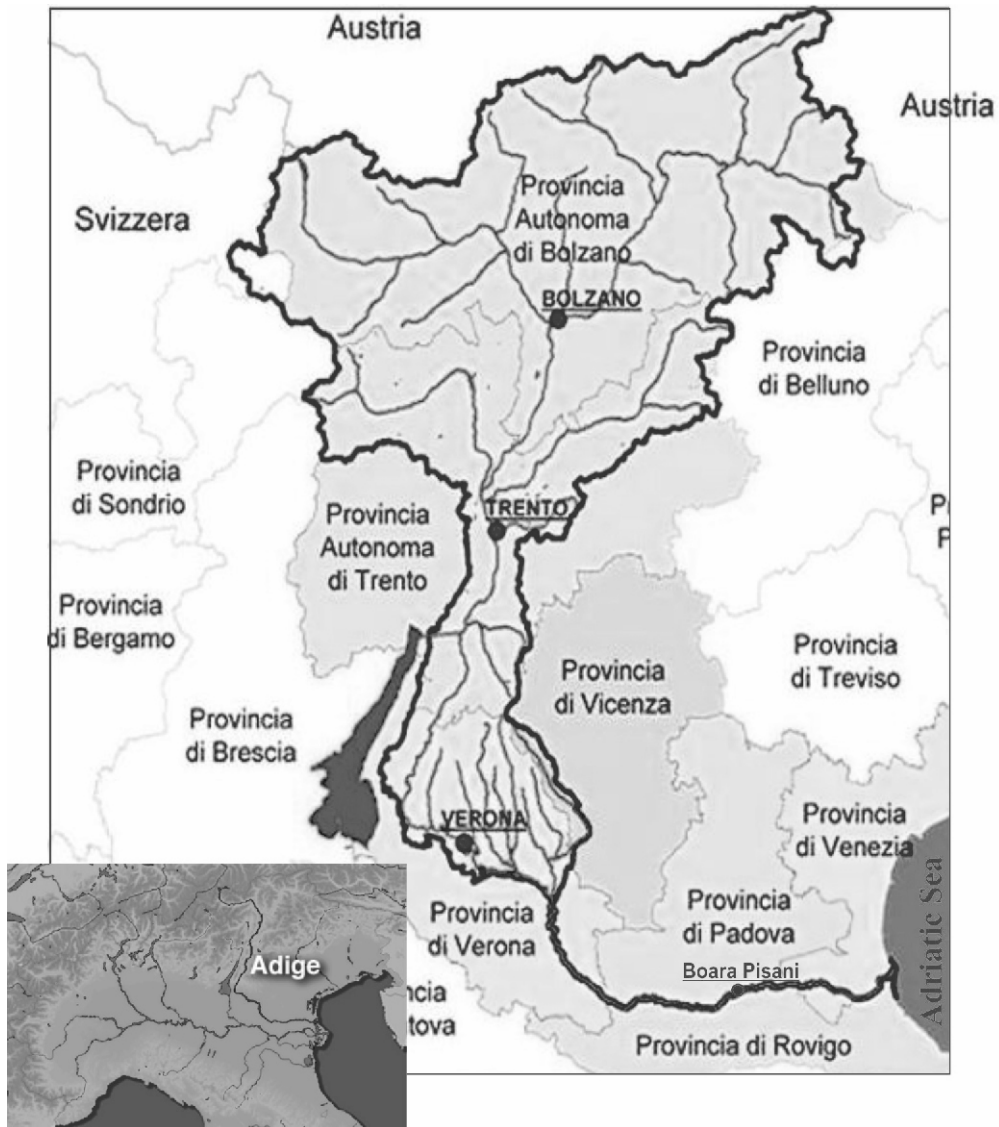 Austria
Austria
Svizzera
Provincia
Autonoma
di Bolzano
BOLZANO
Provincia
di Belluno
Provincia
di Sondrio
TRENTO
Provincia
Autonoma
di Trento
Provincia
di Bergamo
Provincia
di Vicenza
Provincia
di Treviso
Provincia
di Brescia
VERONA
Provincia
di Venezia
Provincia
di Verona
Provincia
di Padova
Adriatic Sea
Adige
Boara Pisani
ncia
tova
Provincia di Rovigo